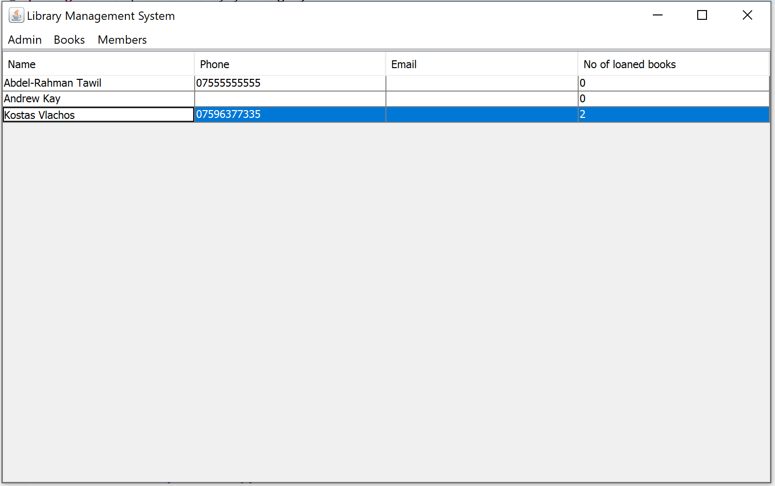 Library Management System
Admin Books Members
Name Phone Email No of loaned books
Abdel-Rahman Tawil 07555555555 0
Andrew Kay 0
Kostas Vlachos 07596377335 2